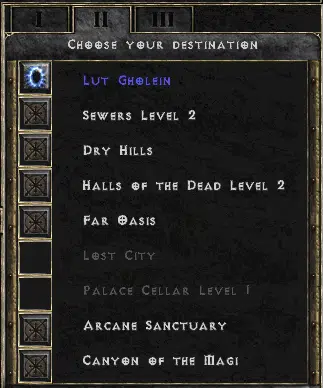 I II III
Choose your destination
Lut Gholein
Sewers Level 2
Dry Hills
Halls of the Dead Level 2
Far Oasis
Lost City
Palace Cellar Level 1
Arcane Sanctuary
Canyon of the Magi